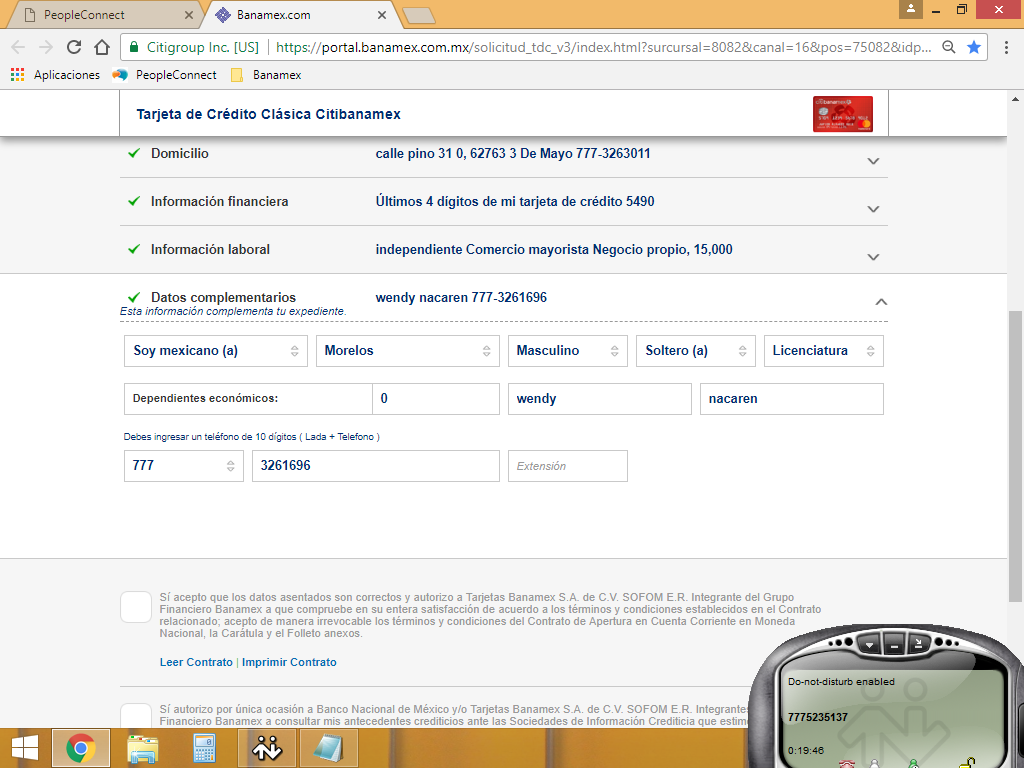 PeopleConnect
Banamex.com
Citigroup Inc. [US] https://portal.banamex.com.mx/solicitud_tdc_v3/index.html?surcursal=8082&canal=16&pos=75082&idp...
Aplicaciones PeopleConnect Banamex
Tarjeta de Crédito Clásica Citibanamex
Domicilio calle pino 31 0, 62763 3 De Mayo 777-3263011
Información financiera Últimos 4 dígitos de mi tarjeta de crédito 5490
Información laboral independiente Comercio mayorista Negocio propio, 15,000
Datos complementarios wendy nacaren 777-3261696
Esta información complementa tu expediente.
Soy mexicano (a) Morelos Masculino Soltero (a) Licenciatura
Dependientes económicos: 0 wendy nacaren
Debes ingresar un teléfono de 10 dígitos ( Lada + Telefono )
777 3261696 Extensión
Sí acepto que los datos asentados son correctos y autorizo a Tarjetas Banamex S.A. de C.V. SOFOM E.R. Integrante del Grupo
Financiero Banamex a que compruebe en su entera satisfacción de acuerdo a los términos y condiciones establecidos en el Contrato
relacionado; acepto de manera irrevocable los términos y condiciones del Contrato de Apertura en Cuenta Corriente en Moneda
Nacional, la Carátula y el Folleto anexos.
Leer Contrato | Imprimir Contrato
Sí autorizo por única ocasión a Banco Nacional de México y/o Tarjetas Banamex S.A. de C.V. SOFOM E.R. Integrante
Financiero Banamex a consultar mis antecedentes crediticios ante las Sociedades de Información Crediticia que
Do-not-disturb enabled
7775235137
0:19:46